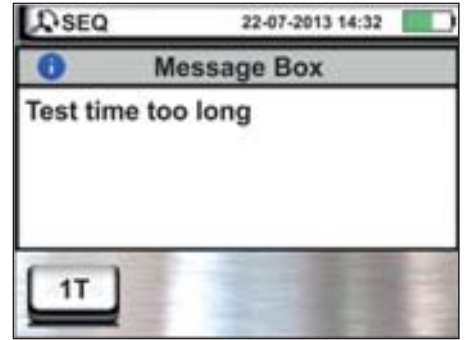 SEQ 22-07-2013 14:32
Message Box
Test time too long
1T